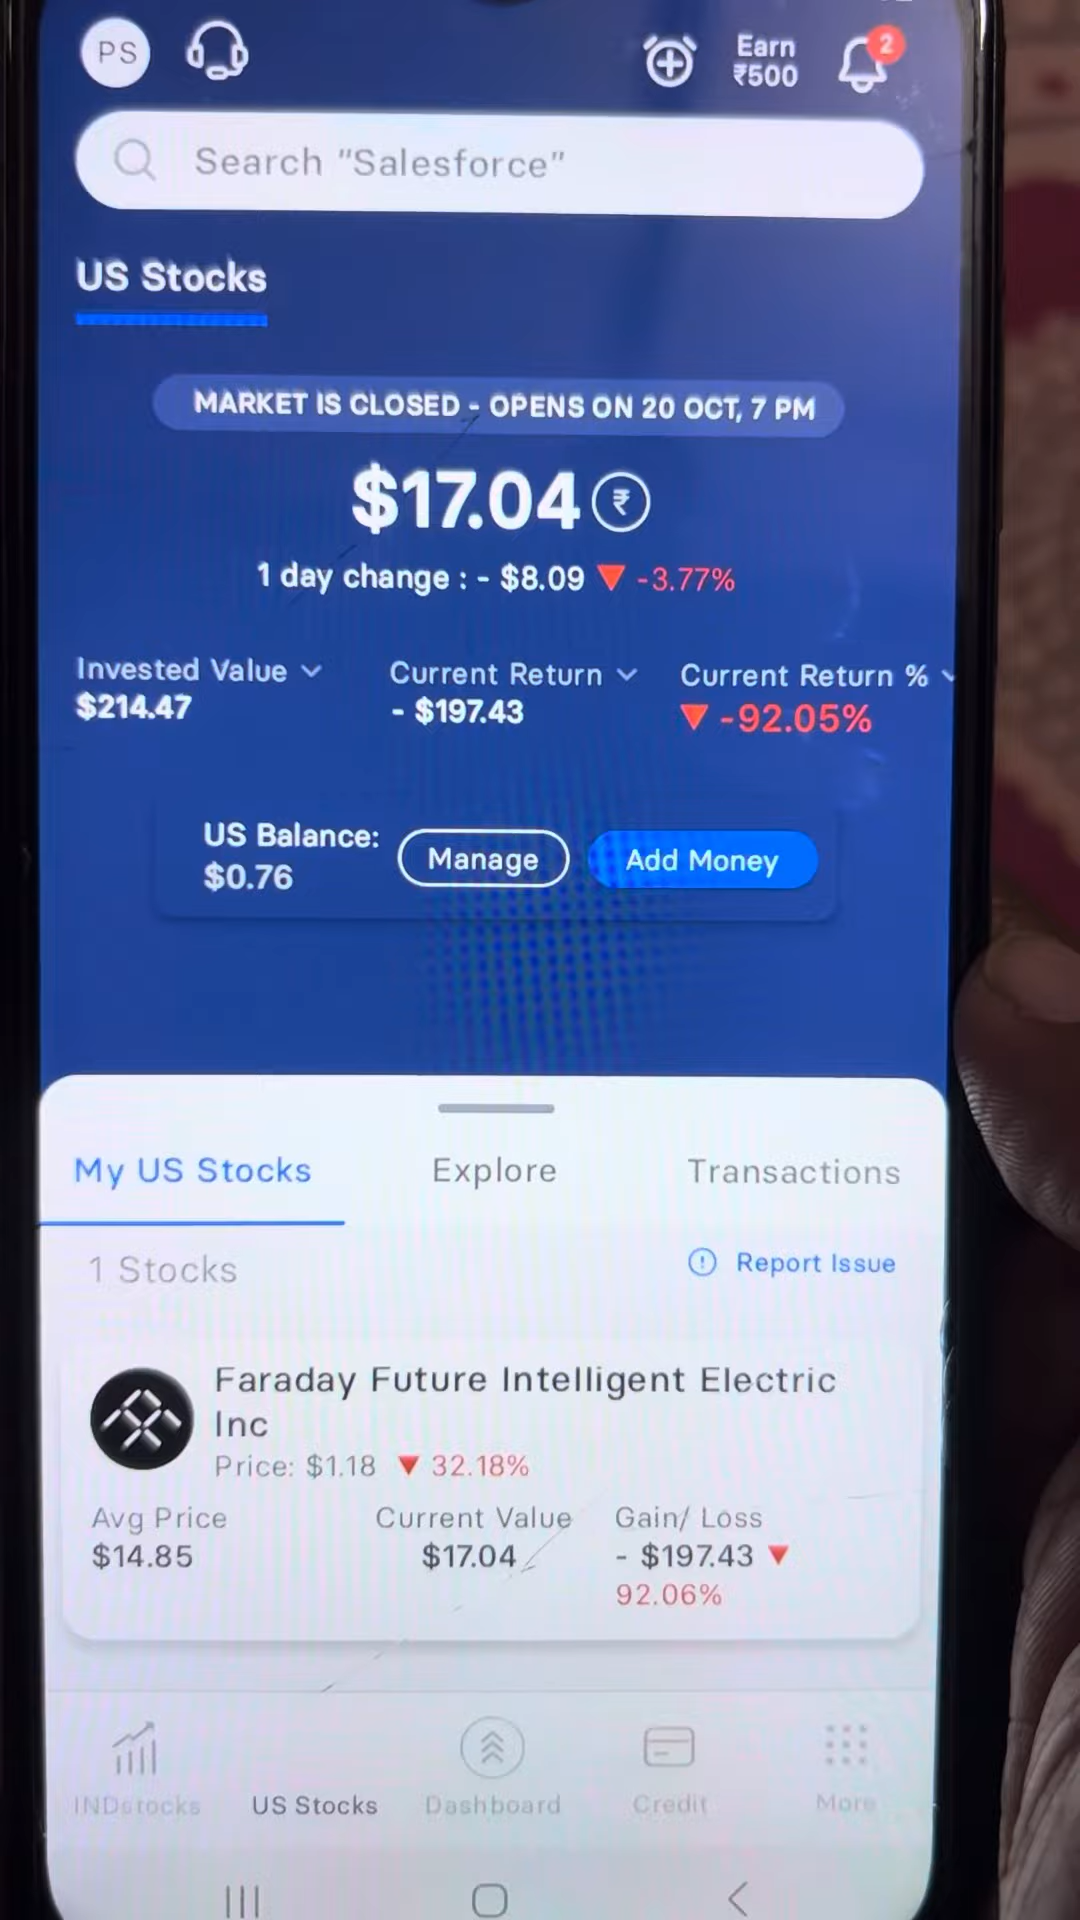 PS
Earn
₹500
2
Search "Salesforce"
US Stocks
MARKET IS CLOSED - OPENS ON 20 OCT, 7 PM
$17.04 ₹
1 day change : - $8.09 ▼ -3.77%
Invested Value
$214.47
Current Return
- $197.43
Current Return %
▼ -92.05%
US Balance:
$0.76
Manage
Add Money
My US Stocks
Explore
Transactions
1 Stocks
Report Issue
Faraday Future Intelligent Electric
Inc
Price: $1.18 ▼ 32.18%
Avg Price
$14.85
Current Value
$17.04
Gain/ Loss
- $197.43 ▼
92.06%
INDstocks
US Stocks
Dashboard
Credit
More